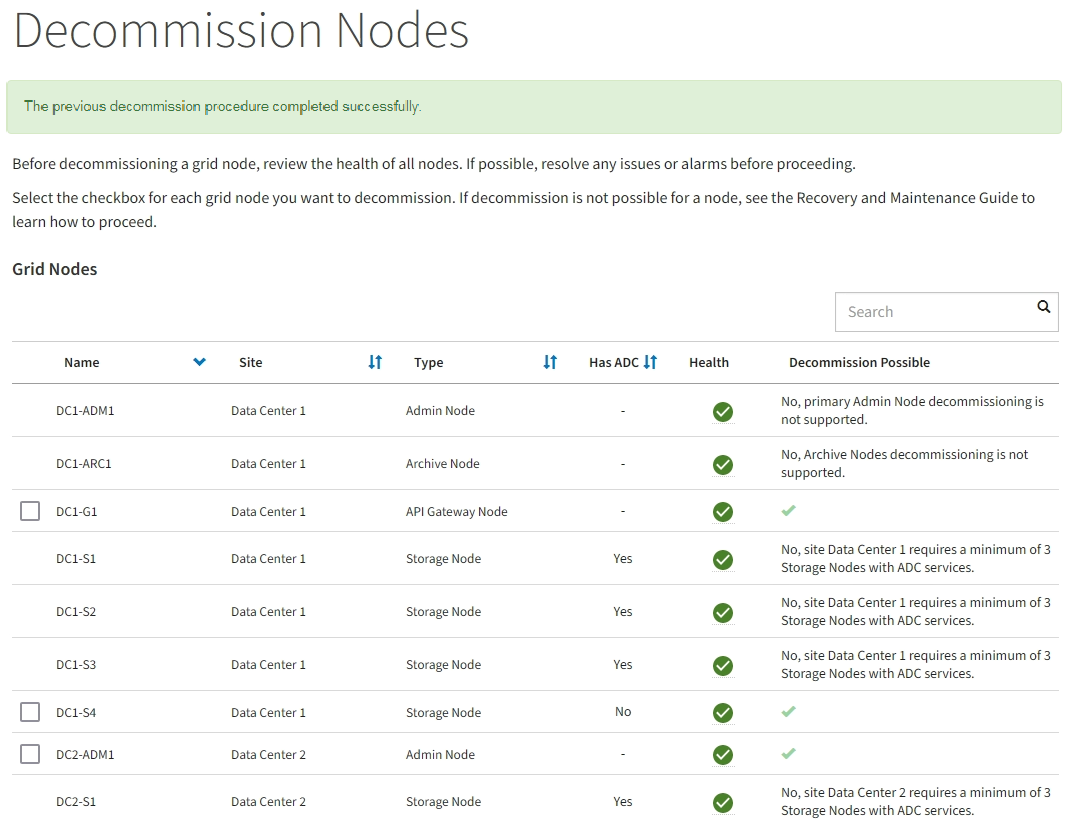 Decommission Nodes
The previous decommission procedure completed successfully.
Before decommissioning a grid node, review the health of all nodes. If possible, resolve any issues or alarms before proceeding.
Select the checkbox for each grid node you want to decommission. If decommission is not possible for a node, see the Recovery and Maintenance Guide to
learn how to proceed.
Grid Nodes
Search
Name Site Type Has ADC Health Decommission Possible
DC1-ADM1 Data Center 1 Admin Node - No, primary Admin Node decommissioning is
not supported.
DC1-ARC1 Data Center 1 Archive Node - No, Archive Nodes decommissioning is not
supported.
DC1-G1 Data Center 1 API Gateway Node -
DC1-S1 Data Center 1 Storage Node Yes No, site Data Center 1 requires a minimum of 3
Storage Nodes with ADC services.
DC1-S2 Data Center 1 Storage Node Yes No, site Data Center 1 requires a minimum of 3
Storage Nodes with ADC services.
DC1-S3 Data Center 1 Storage Node Yes No, site Data Center 1 requires a minimum of 3
Storage Nodes with ADC services.
DC1-S4 Data Center 1 Storage Node No
DC2-ADM1 Data Center 2 Admin Node -
DC2-S1 Data Center 2 Storage Node Yes No, site Data Center 2 requires a minimum of 3
Storage Nodes with ADC services.